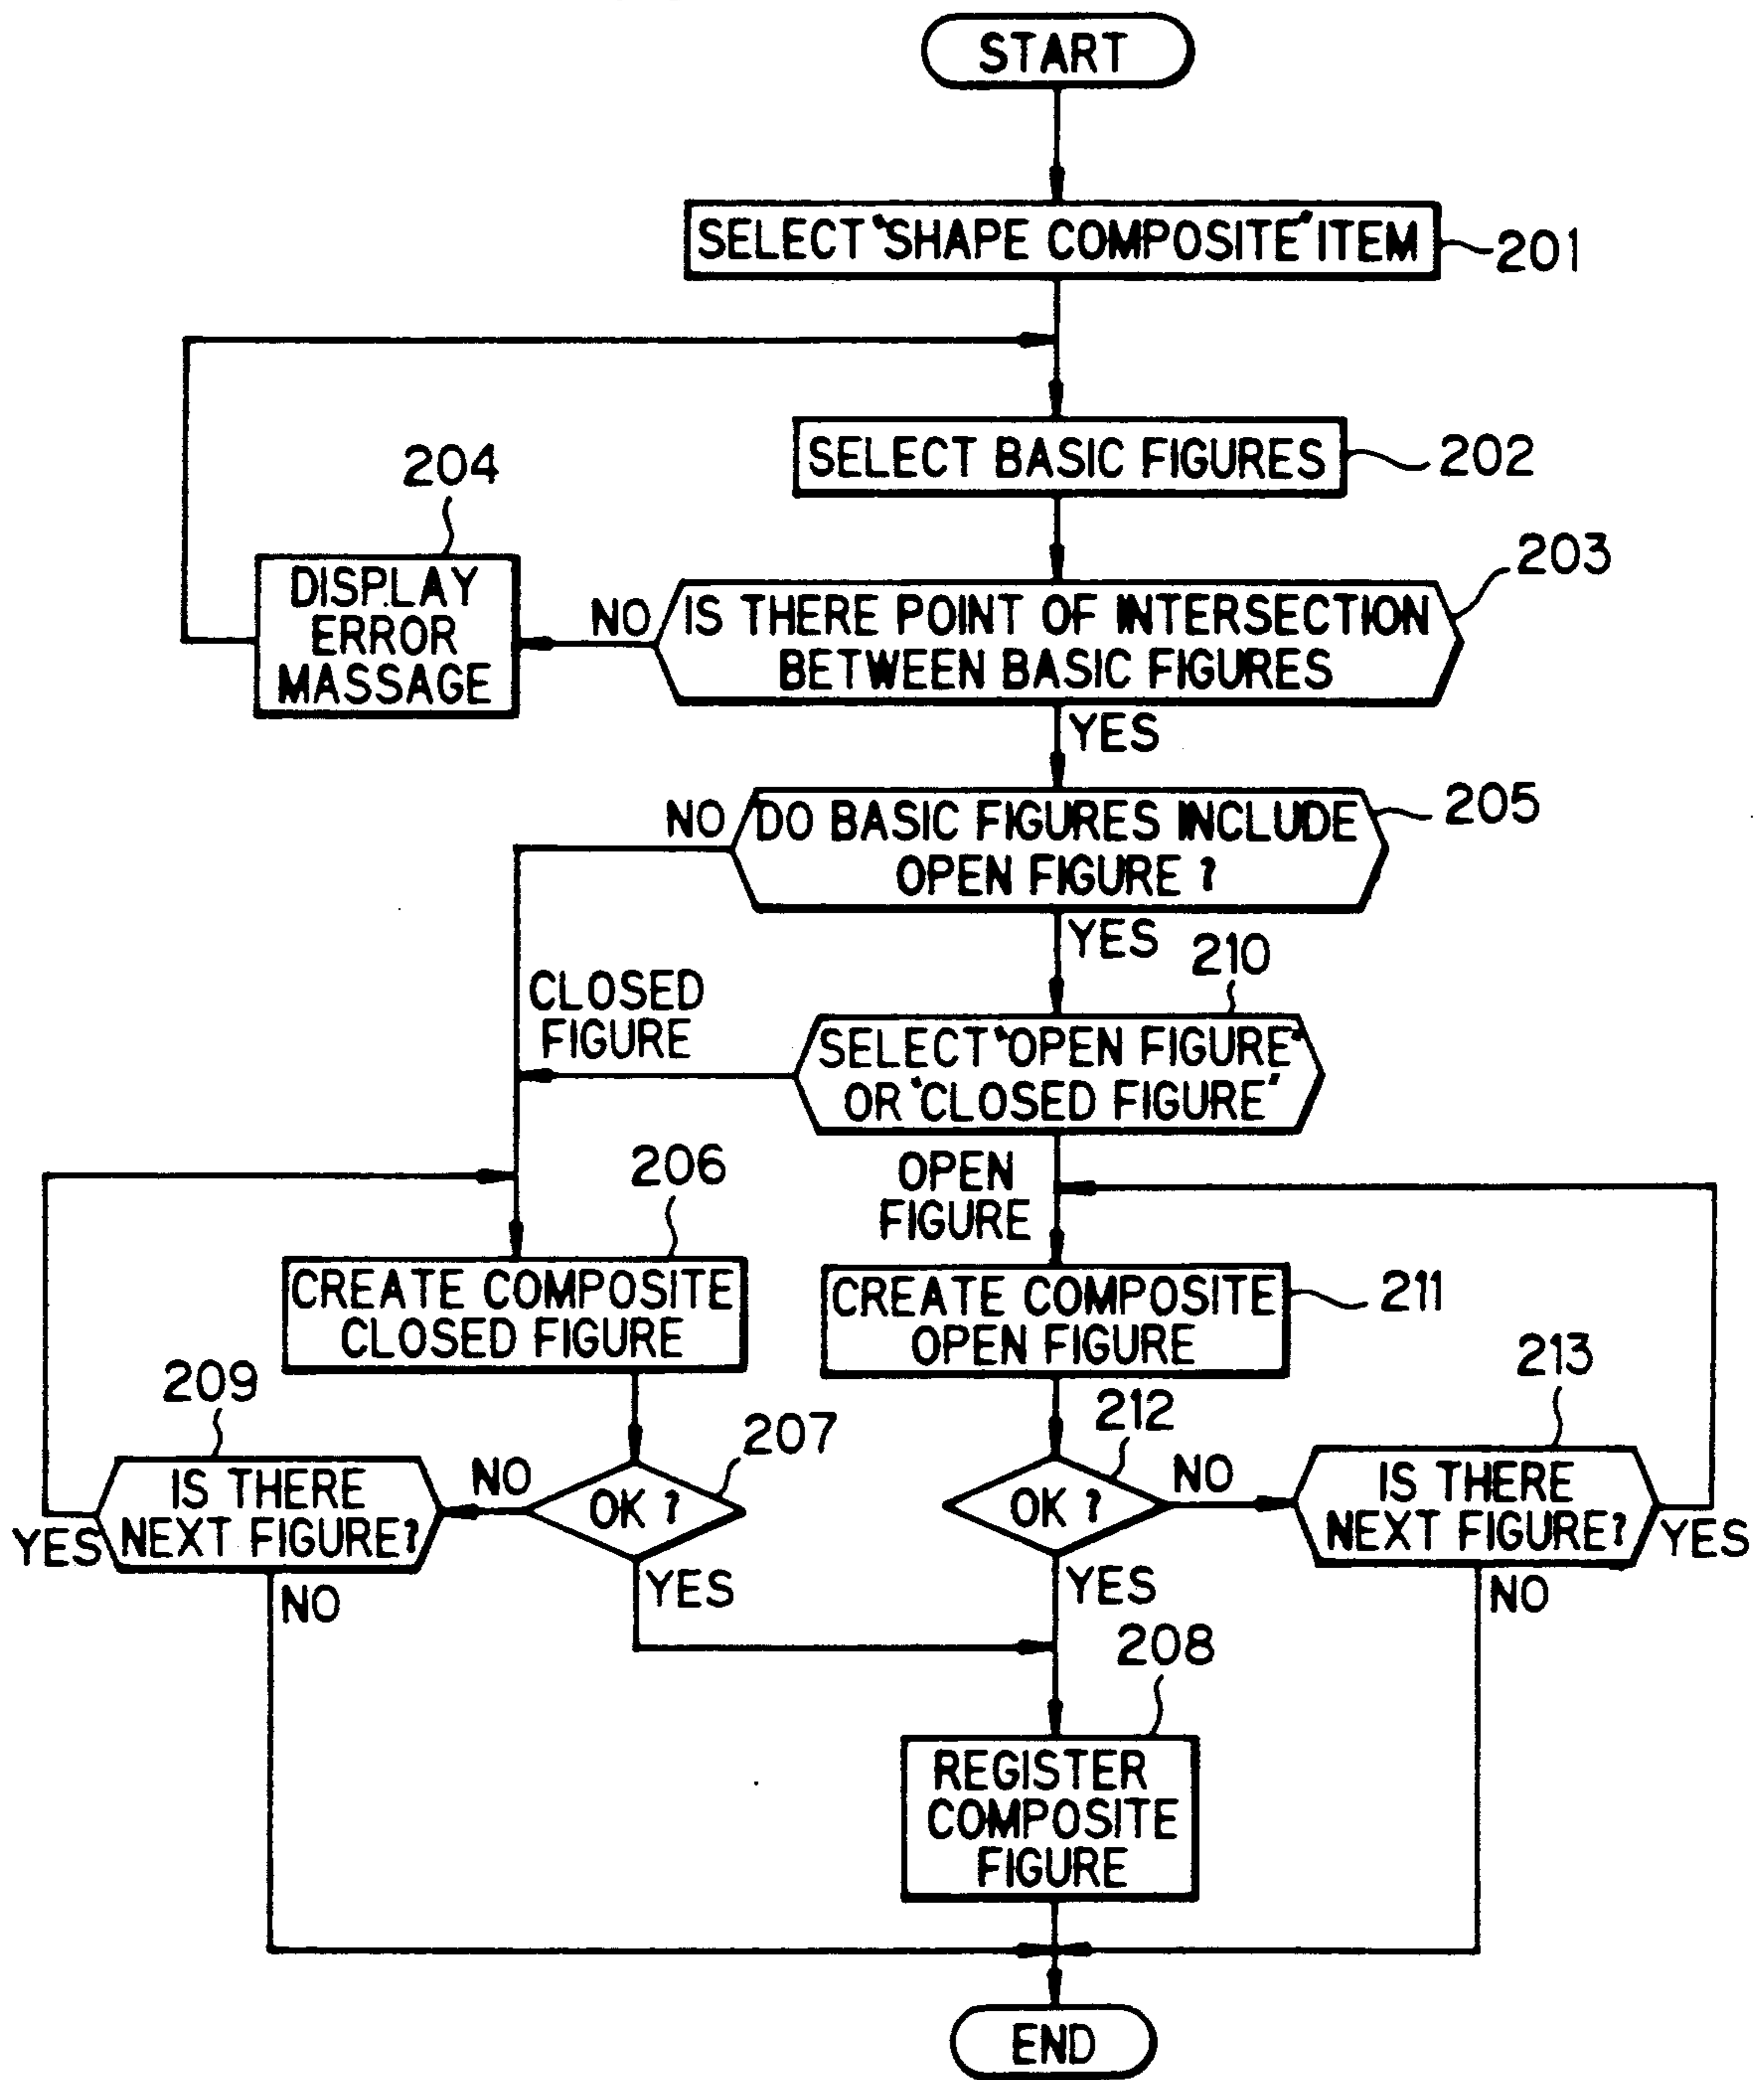 START
SELECT "SHAPE COMPOSITE" ITEM
201
SELECT BASIC FIGURES
202
204
203
DISPLAY
ERROR
MASSAGE
NO
IS THERE POINT OF INTERSECTION
BETWEEN BASIC FIGURES
YES
205
NO
DO BASIC FIGURES INCLUDE
OPEN FIGURE ?
YES
210
CLOSED
FIGURE
SELECT "OPEN FIGURE"
OR "CLOSED FIGURE"
206
OPEN
FIGURE
CREATE COMPOSITE
CLOSED FIGURE
CREATE COMPOSITE
OPEN FIGURE
211
209
207
212
213
IS THERE
NEXT FIGURE?
NO
OK ?
OK ?
NO
IS THERE
NEXT FIGURE?
YES
YES
NO
YES
YES
NO
208
REGISTER
COMPOSITE
FIGURE
END